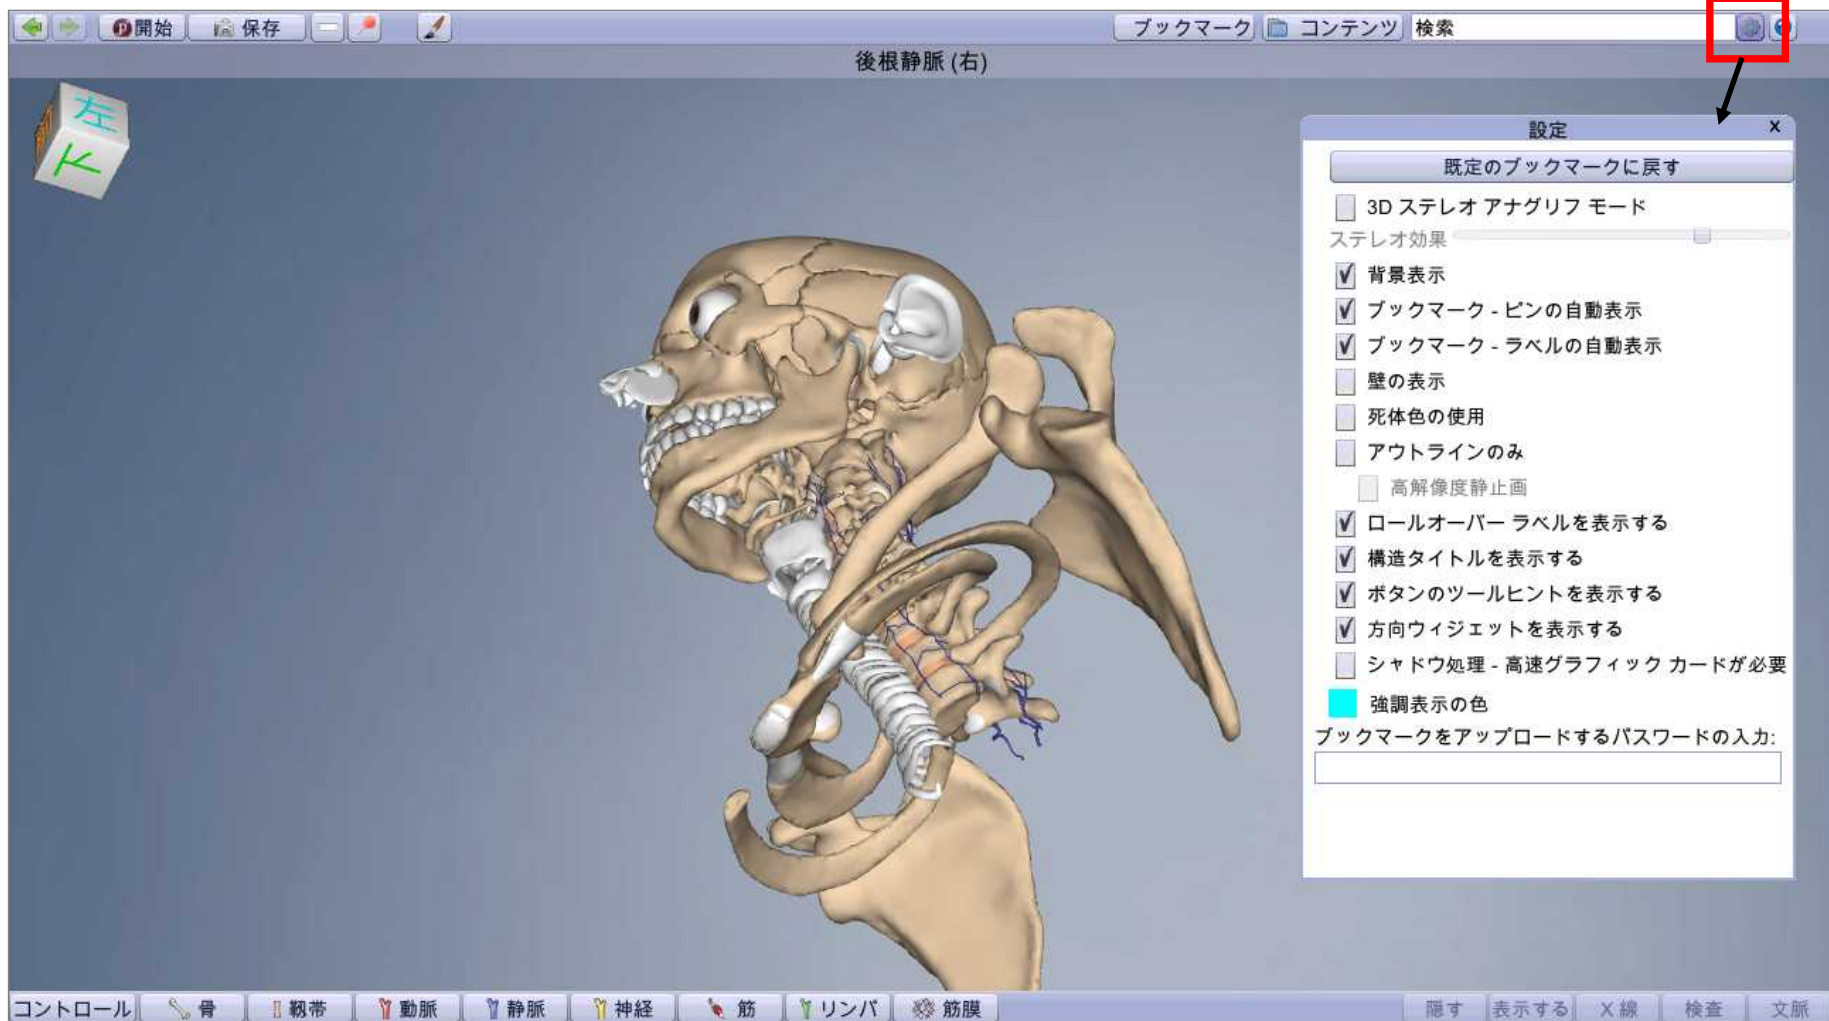 開始 保存 ブックマーク コンテンツ 検索
後根静脈 (右)
左
下
設定 x
既定のブックマークに戻す
3D ステレオ アナグリフ モード
ステレオ効果
背景表示
ブックマーク - ピンの自動表示
ブックマーク - ラベルの自動表示
壁の表示
死体色の使用
アウトラインのみ
高解像度静止画
ロールオーバー ラベルを表示する
構造タイトルを表示する
ボタンのツールヒントを表示する
方向ウィジェットを表示する
シャドウ処理 - 高速グラフィック カードが必要
強調表示の色
ブックマークをアップロードするパスワードの入力:
コントロール 骨 靱帯 動脈 静脈 神経 筋 リンパ 筋膜 隠す 表示する X 線 検査 文脈